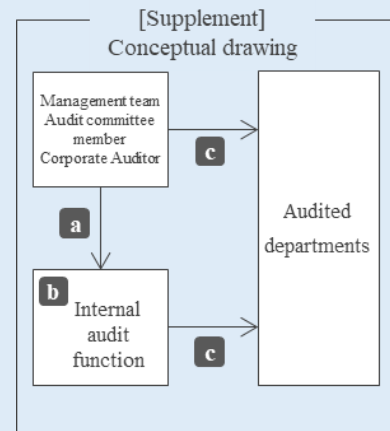 [Supplement]
Conceptual drawing
Management team
Audit committee
member
Corporate Auditor
c
Audited
departments
a
b
Internal
audit
function
c